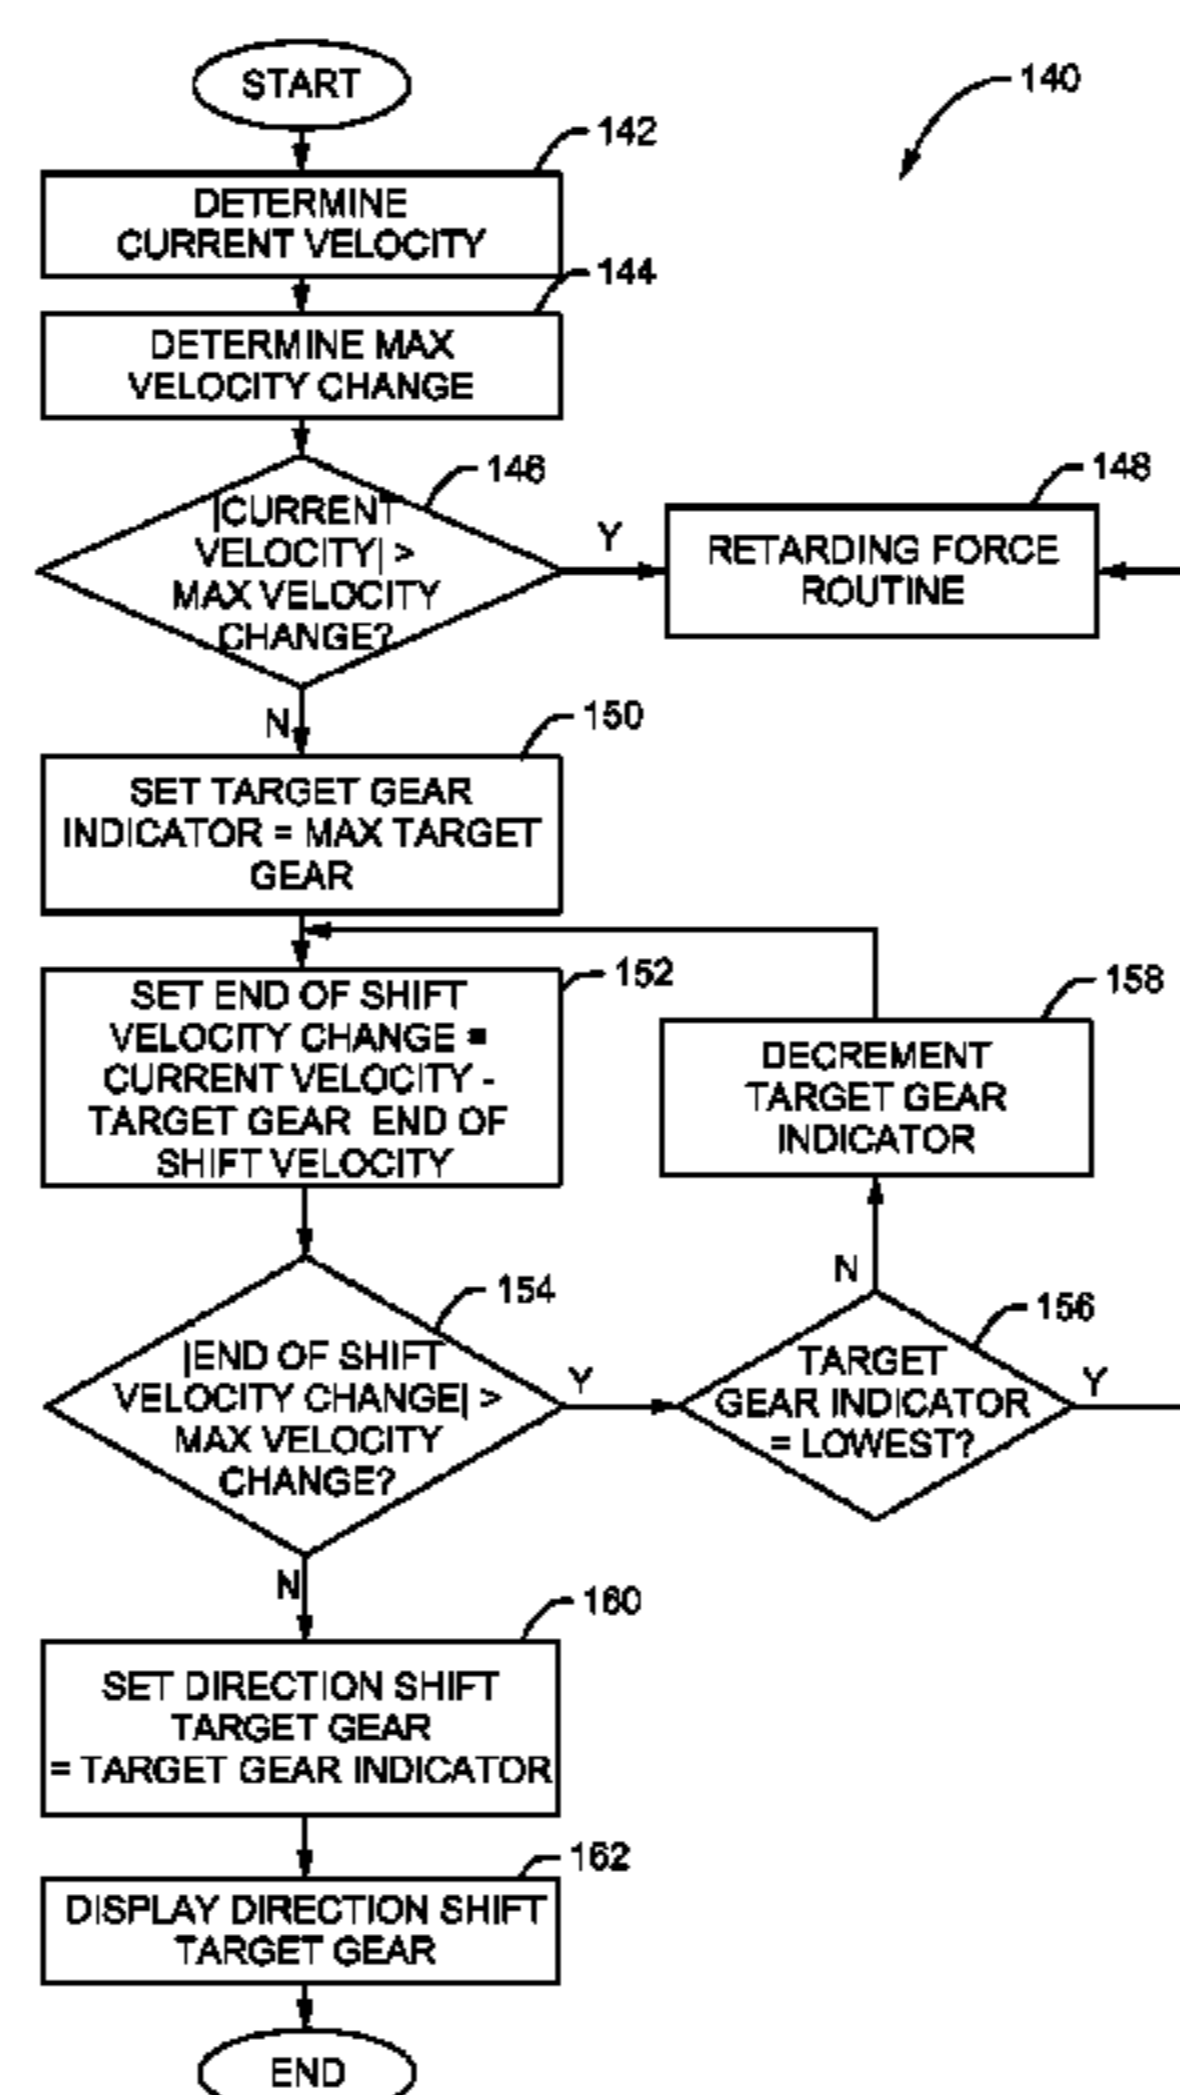 START
140
142
DETERMINE
CURRENT VELOCITY
144
DETERMINE MAX
VELOCITY CHANGE
146
|CURRENT
VELOCITY| >
MAX VELOCITY
CHANGE?
Y
148
RETARDING FORCE
ROUTINE
N
150
SET TARGET GEAR
INDICATOR = MAX TARGET
GEAR
152
SET END OF SHIFT
VELOCITY CHANGE =
CURRENT VELOCITY -
TARGET GEAR END OF
SHIFT VELOCITY
158
DECREMENT
TARGET GEAR
INDICATOR
N
154
|END OF SHIFT
VELOCITY CHANGE| >
MAX VELOCITY
CHANGE?
Y
156
TARGET
GEAR INDICATOR
= LOWEST?
Y
N
160
SET DIRECTION SHIFT
TARGET GEAR
= TARGET GEAR INDICATOR
162
DISPLAY DIRECTION SHIFT
TARGET GEAR
END